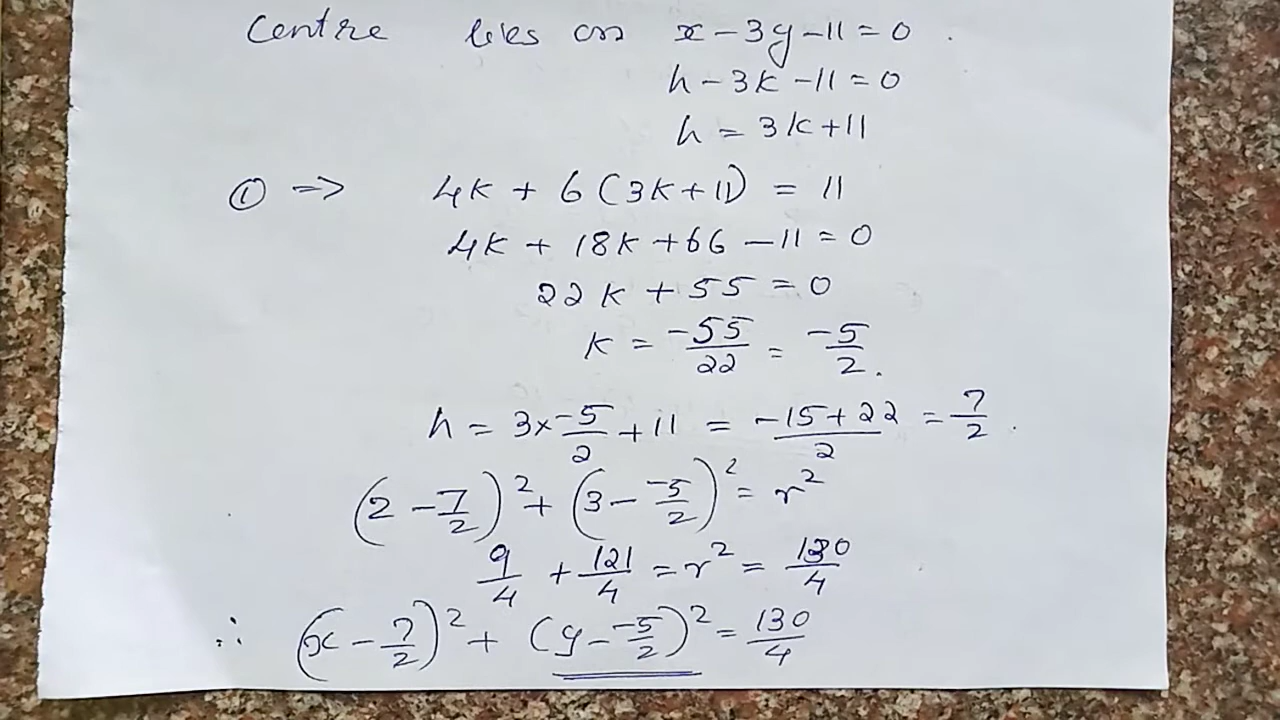 Centre lies on x - 3y - 11 = 0 .
h - 3k - 11 = 0
h = 3k + 11
① => 4k + 6 (3k + 11) = 11
4k + 18k + 66 - 11 = 0
22k + 55 = 0
k = -55/22 = -5/2 .
h = 3 × -5/2 + 11 = (-15 + 22)/2 = 7/2 .
(2 - 7/2)² + (3 - -5/2)² = r²
9/4 + 121/4 = r² = 130/4
∴ (x - 7/2)² + (y - -5/2)² = 130/4